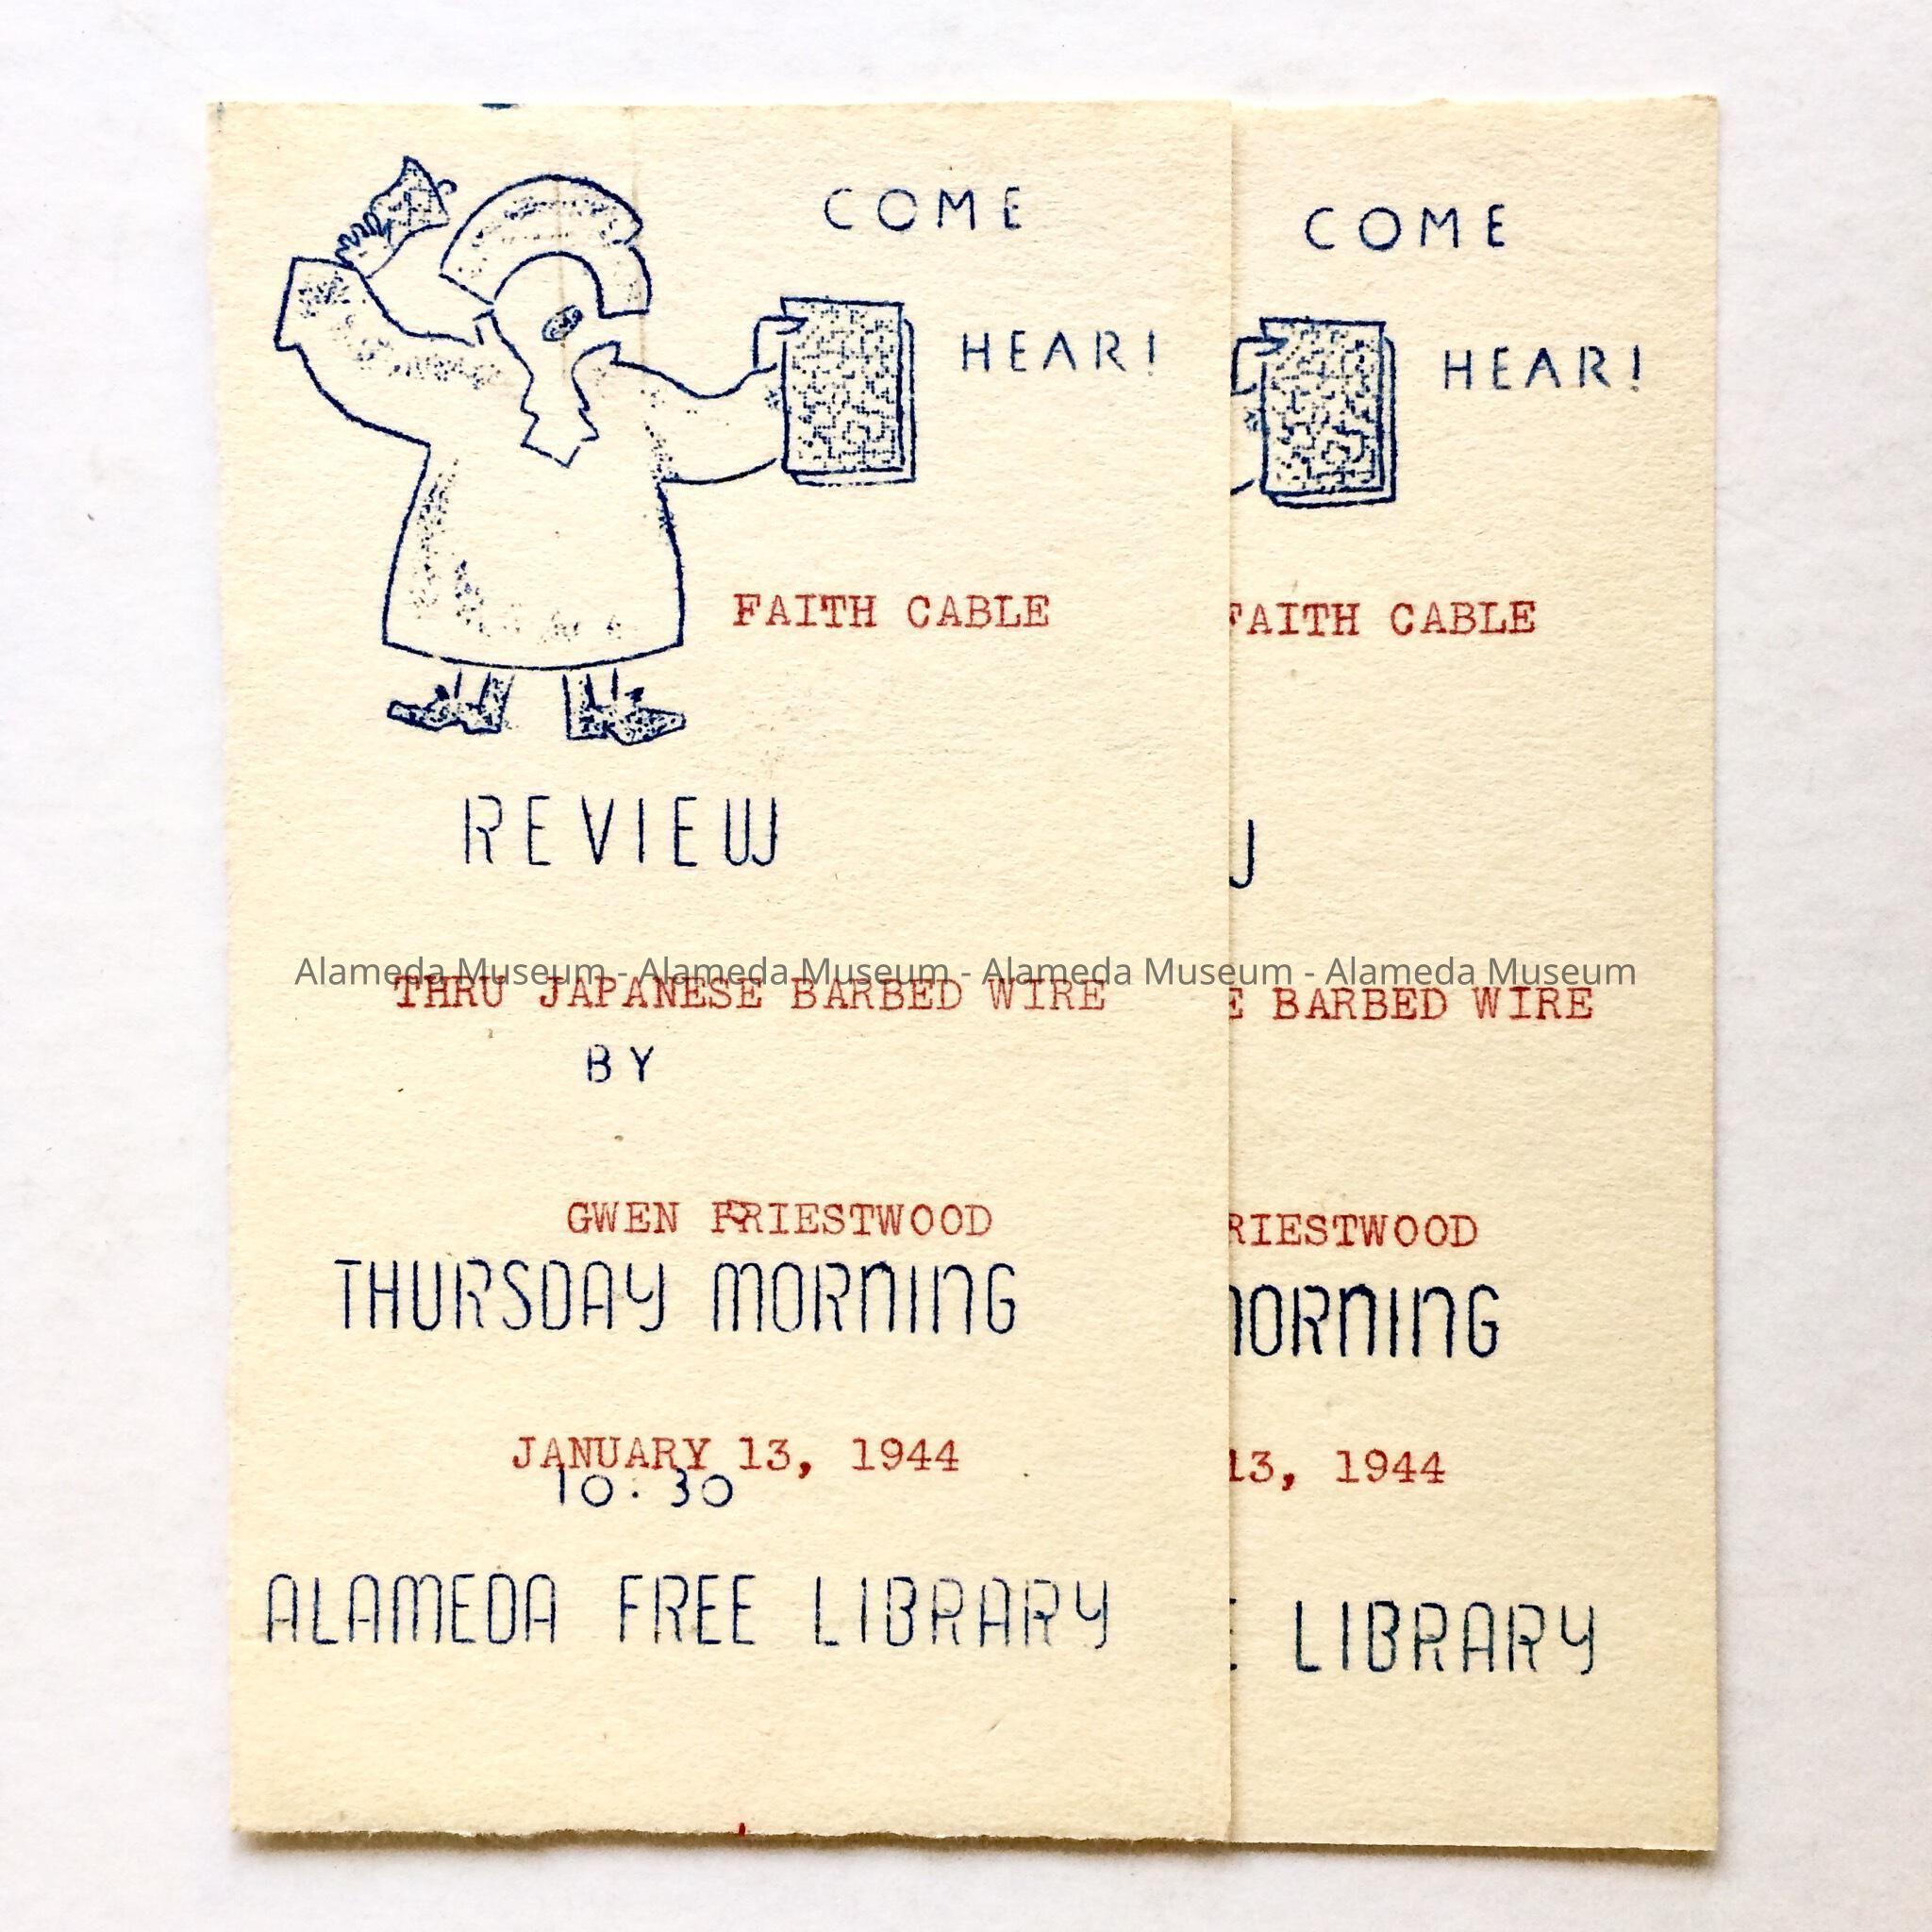 COME
HEAR!
FAITH CABLE
REVIEW
THRU JAPANESE BARBED WIRE
BY
GWEN PRIESTWOOD
THURSDAY MORNING
JANUARY 13, 1944
10:30
ALAMEDA FREE LIBRARY
COME
HEAR!
FAITH CABLE
E BARBED WIRE
RIESTWOOD
MORNING
13, 1944
E LIBRARY
Alameda Museum - Alameda Museum - Alameda Museum - Alameda Museum